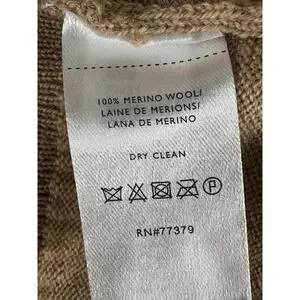 100% MERINO WOOL/
LAINE DE MERIONS/
LANA DE MERINO
DRY CLEAN
P
RN#77379